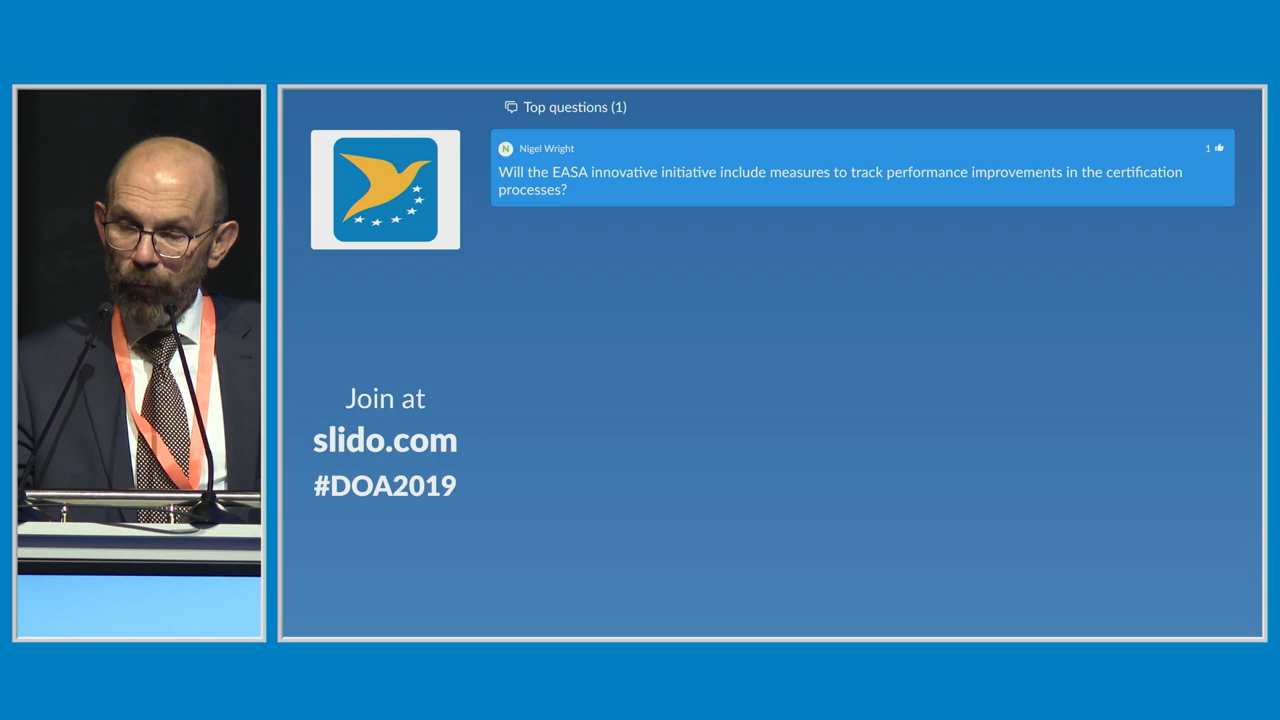 Top questions (1)
N
Nigel Wright
1
Will the EASA innovative initiative include measures to track performance improvements in the certification
processes?
Join at
slido.com
#DOA2019